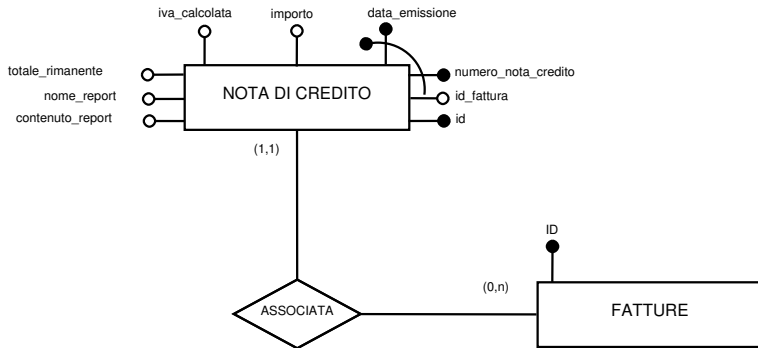 iva_calcolata
importo
data_emissione
totale_rimanente
nome_report
contenuto_report
NOTA DI CREDITO
numero_nota_credito
id_fattura
id
(1,1)
ID
(0,n)
ASSOCIATA
FATTURE